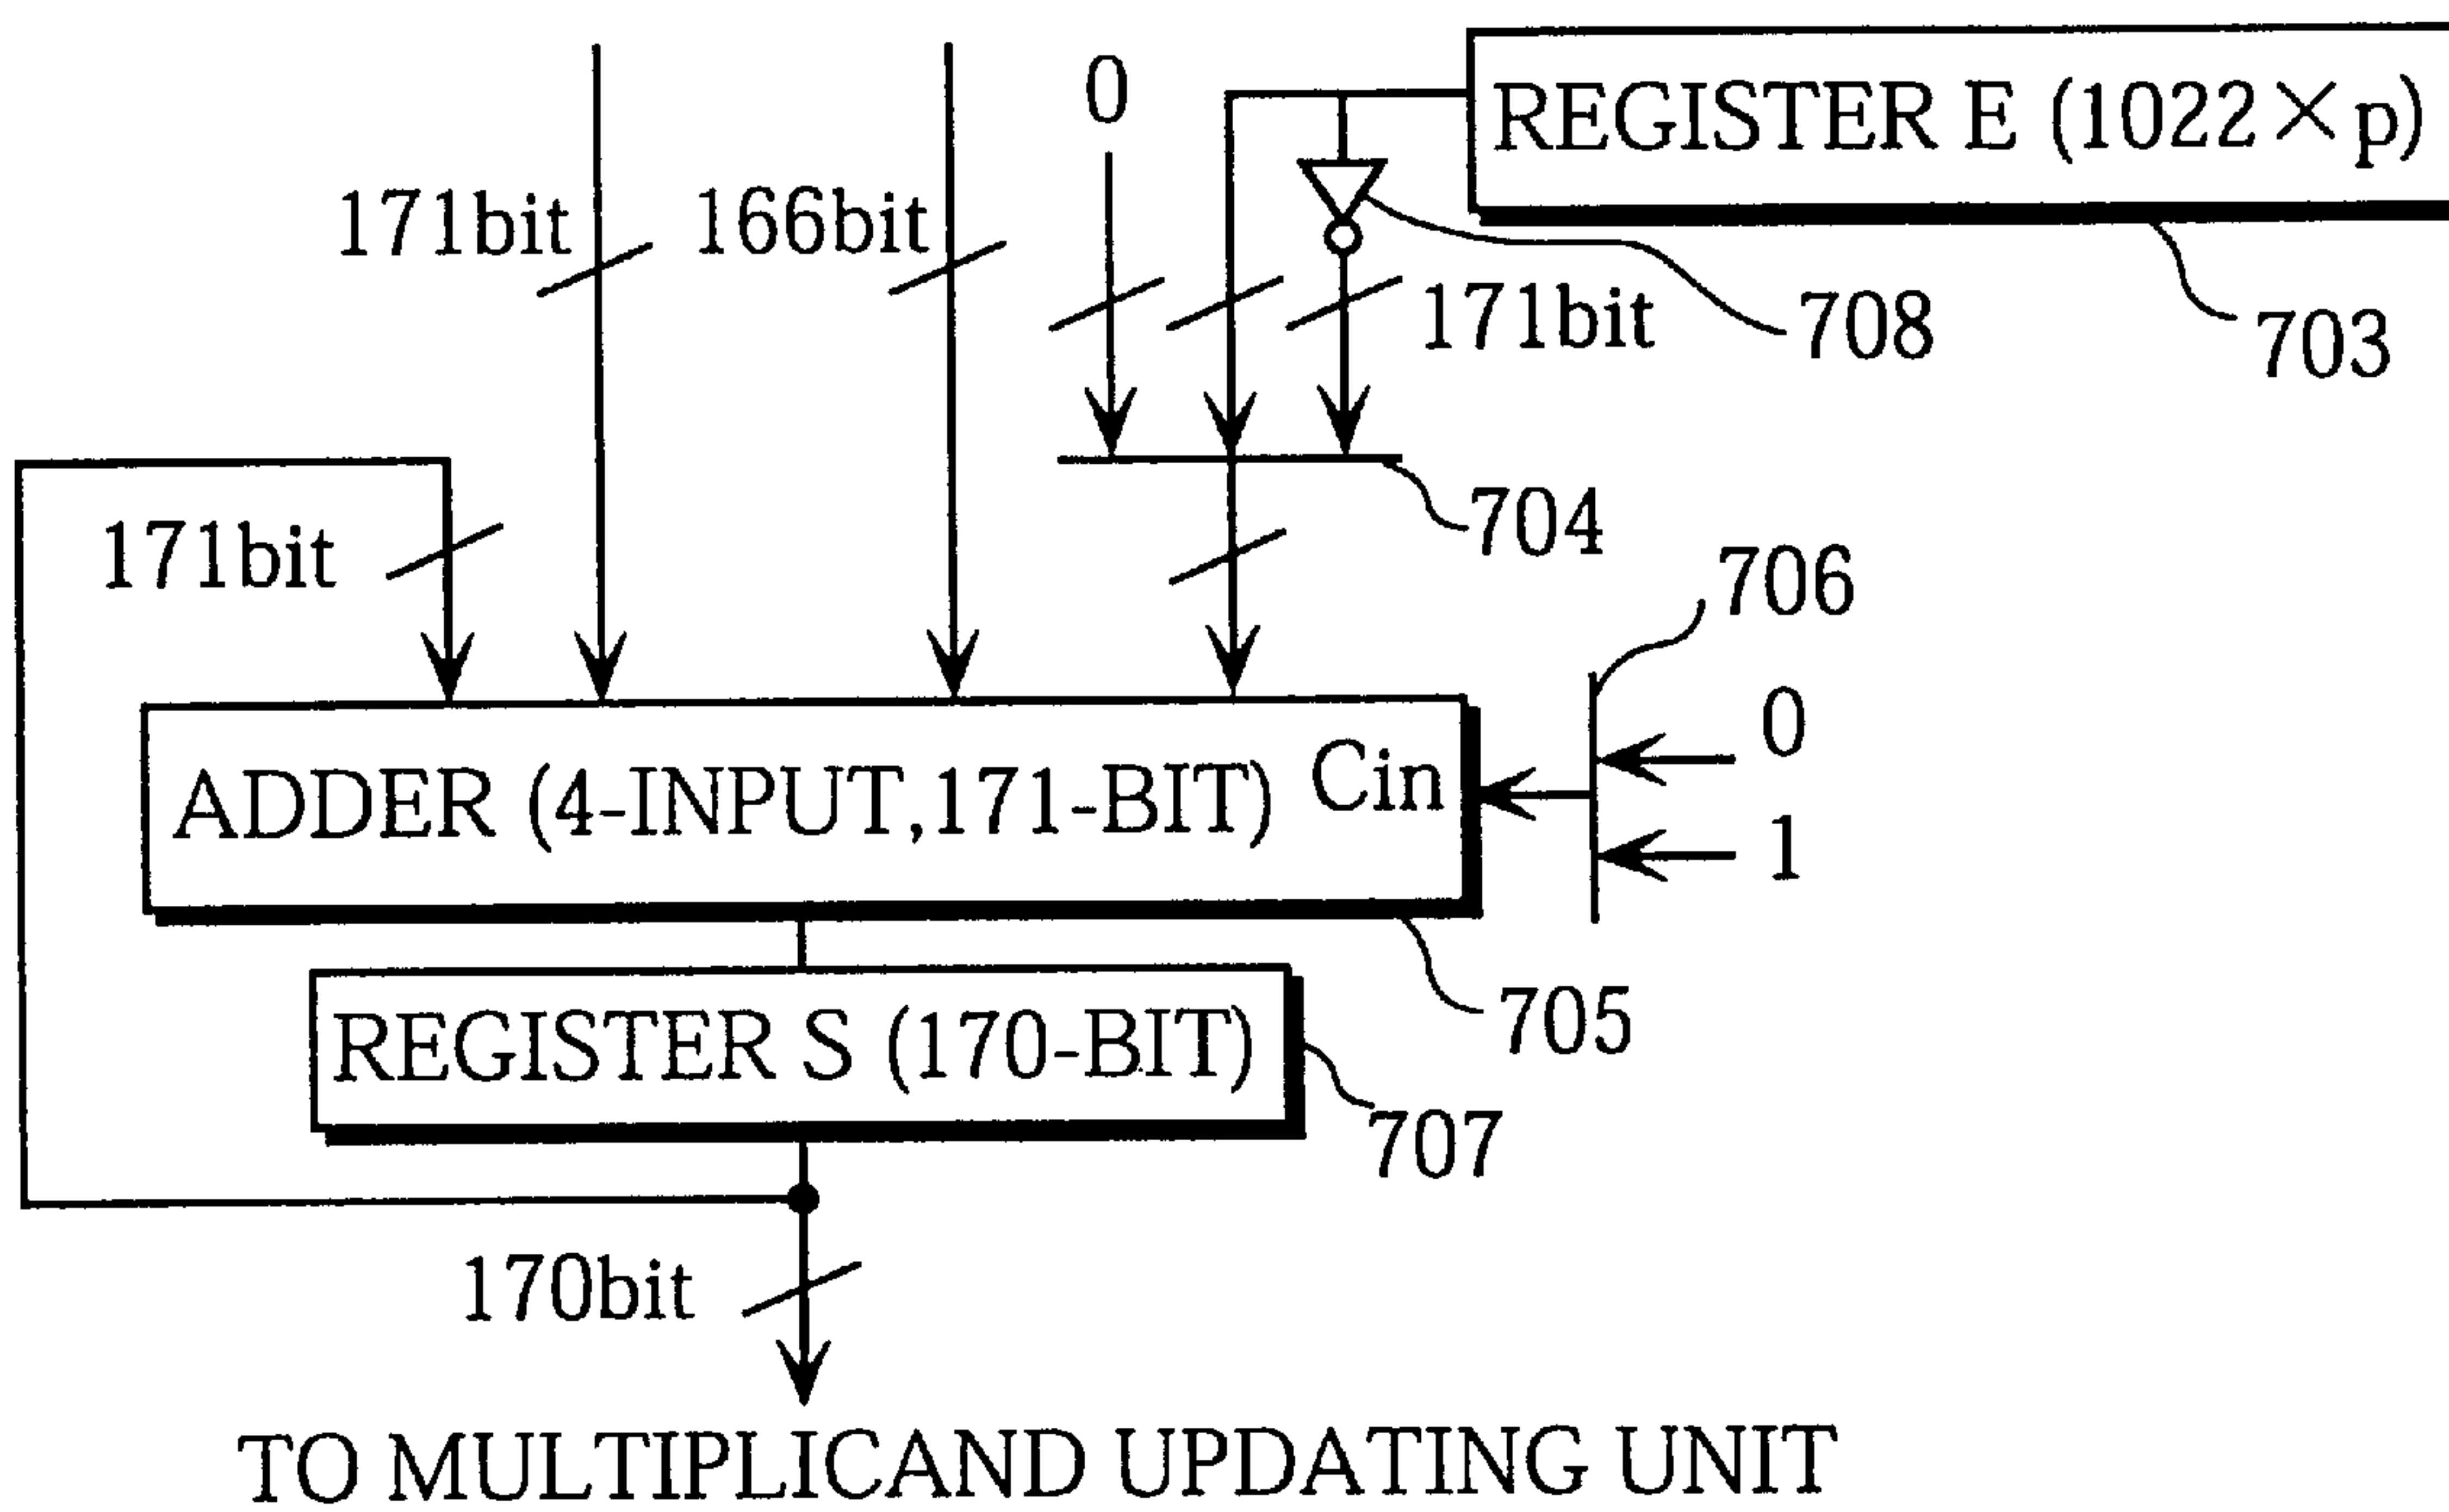 0
REGISTER E (1022×p)
171bit
166bit
171bit
708
703
171bit
704
706
0
ADDER (4-INPUT,171-BIT) Cin
1
REGISTER S (170-BIT)
705
707
170bit
TO MULTIPLICAND UPDATING UNIT